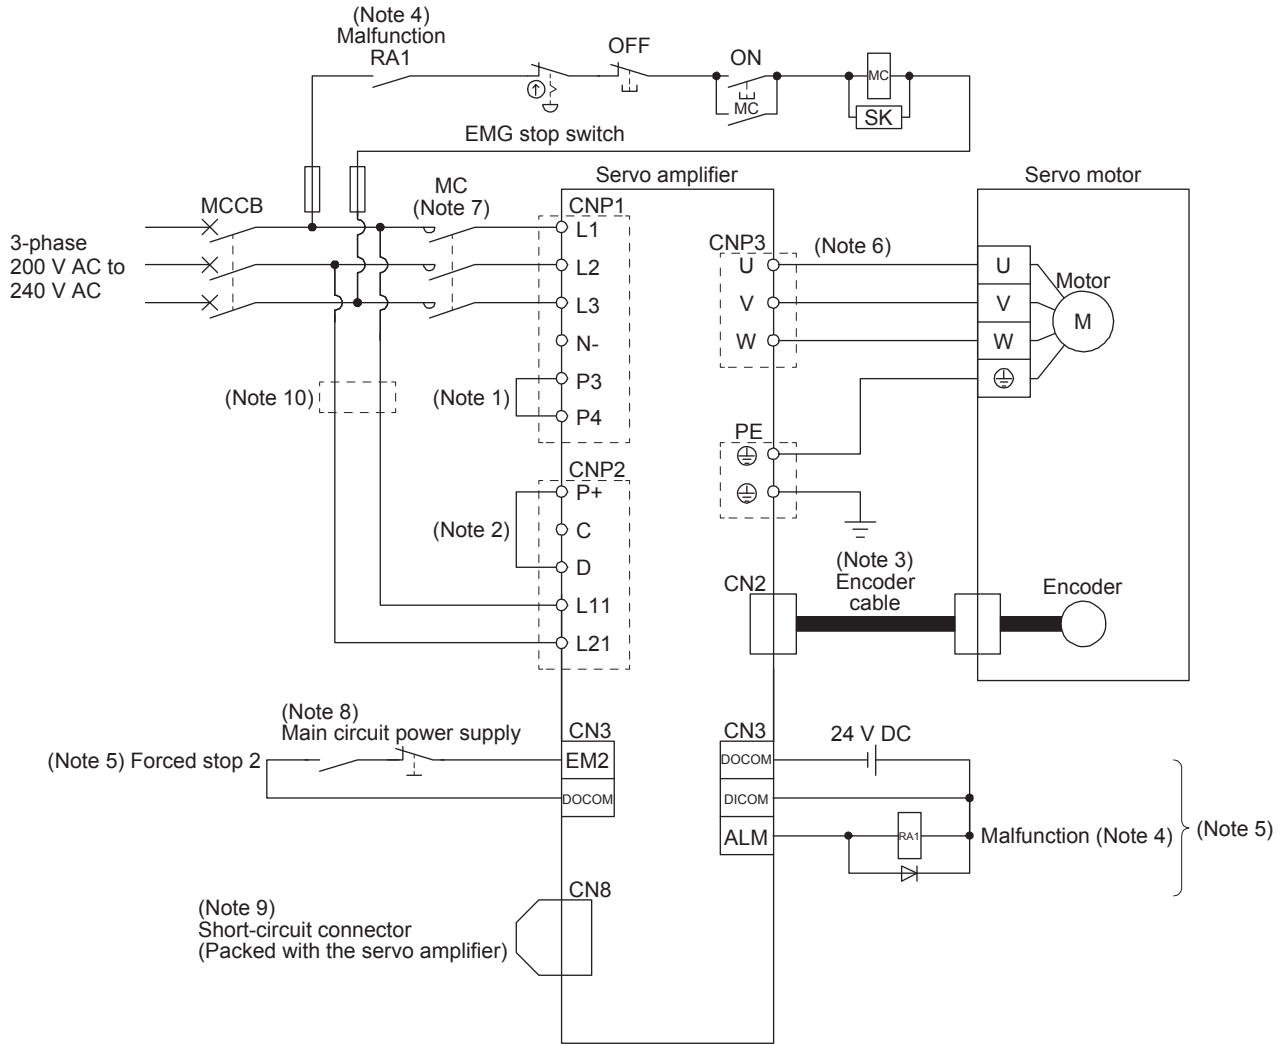 (Note 4)
Malfunction
RA1
OFF
ON
MC
MC
SK
EMG stop switch
MCCB
MC
(Note 7)
3-phase
200 V AC to
240 V AC
Servo amplifier
Servo motor
CNP1
L1
L2
L3
N-
P3
P4
(Note 10)
(Note 1)
CNP3
U
V
W
(Note 6)
U
V
W
Motor
M
PE
CNP2
P+
C
D
L11
L21
(Note 2)
CN2
(Note 3)
Encoder
cable
Encoder
(Note 8)
Main circuit power supply
(Note 5) Forced stop 2
CN3
EM2
DOCOM
CN3
DOCOM
DICOM
ALM
24 V DC
RA1
Malfunction (Note 4)
(Note 5)
CN8
(Note 9)
Short-circuit connector
(Packed with the servo amplifier)